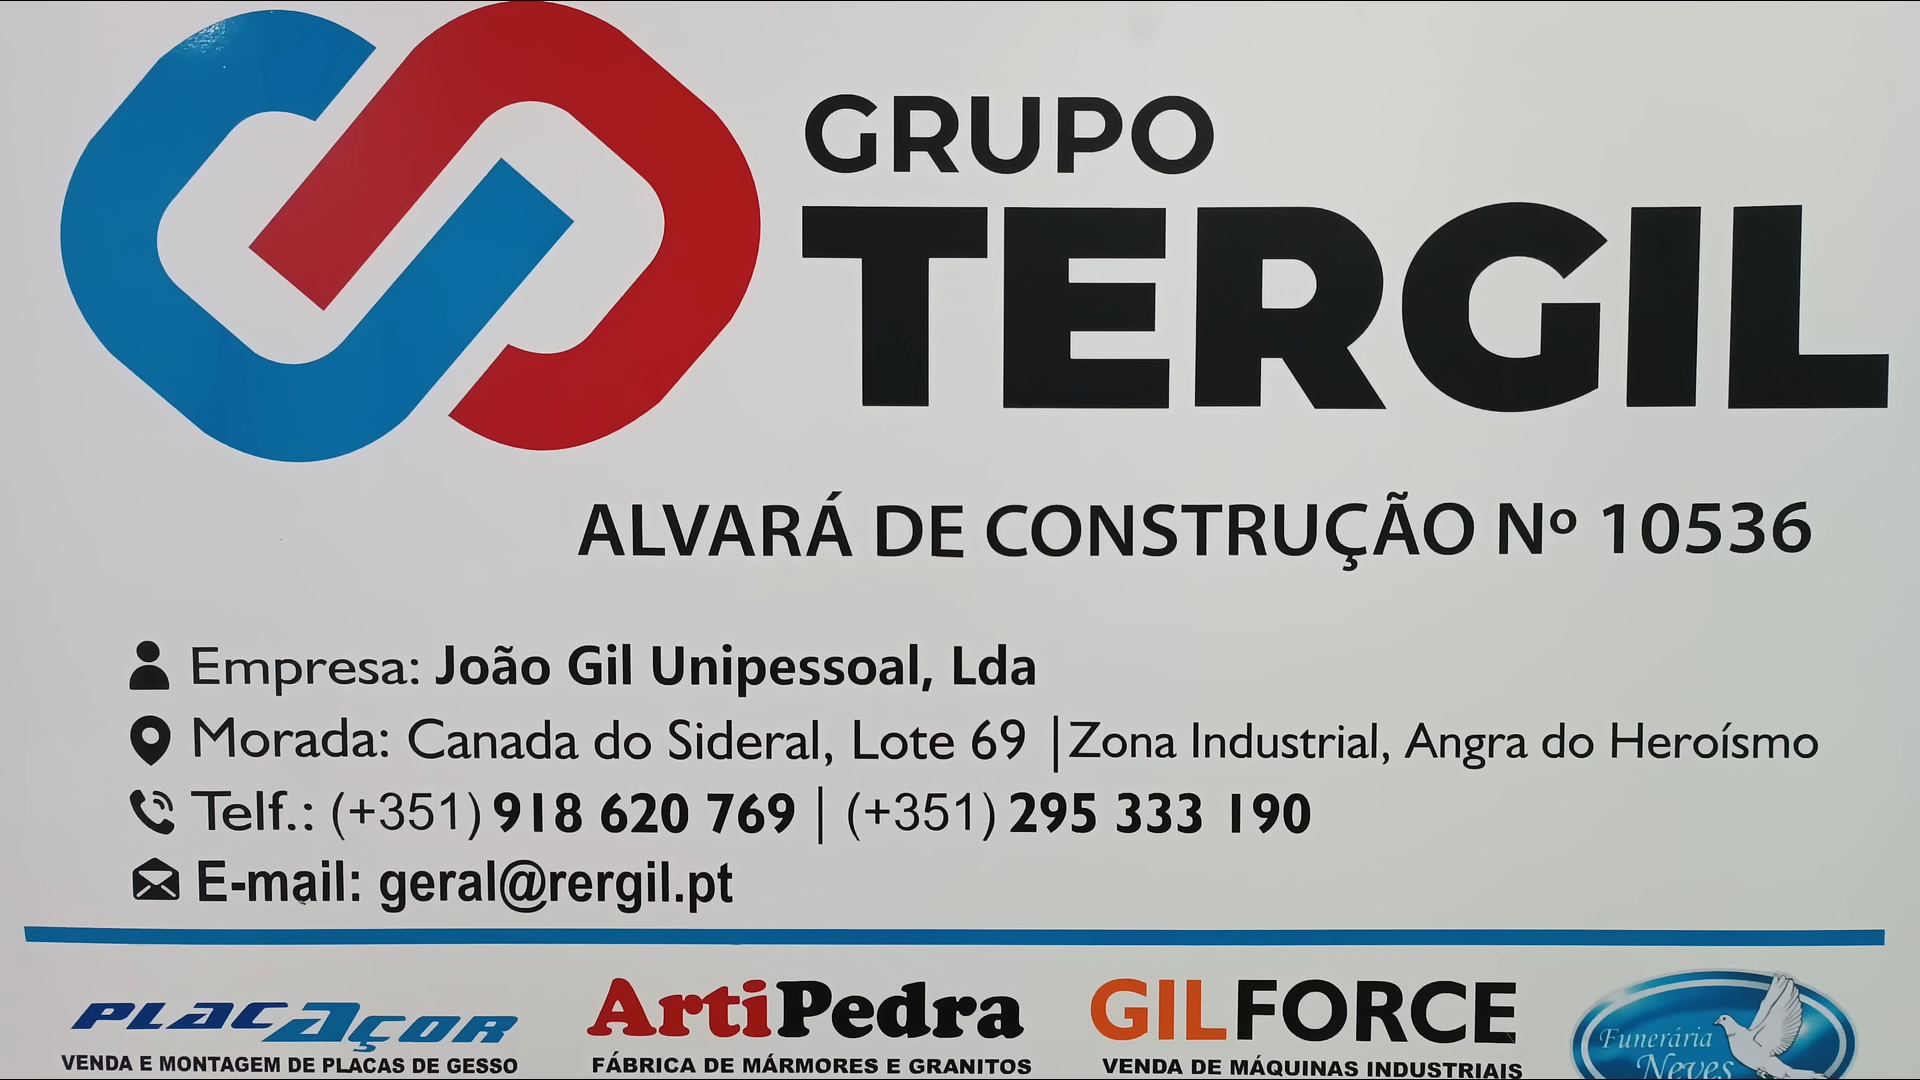 GRUPO
TERGIL
ALVARÁ DE CONSTRUÇÃO Nº 10536
Empresa: João Gil Unipessoal, Lda
Morada: Canada do Sideral, Lote 69 |Zona Industrial, Angra do Heroísmo
Telf.: (+351) 918 620 769 | (+351) 295 333 190
E-mail: geral@rergil.pt
PLACAÇOR
VENDA E MONTAGEM DE PLACAS DE GESSO
ArtiPedra
FÁBRICA DE MÁRMORES E GRANITOS
GILFORCE
VENDA DE MÁQUINAS INDUSTRIAIS
Funerária
Neves